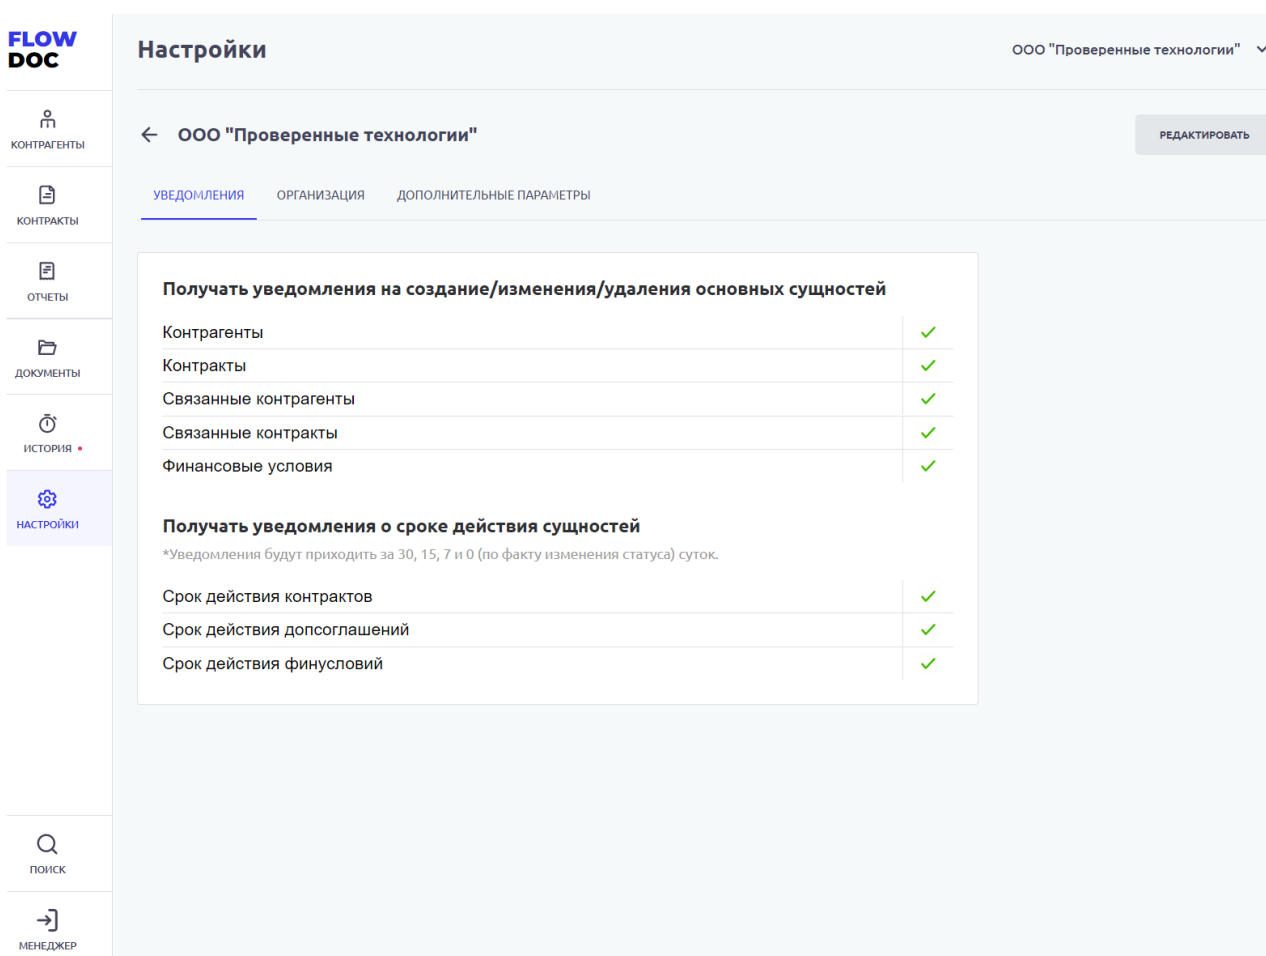 FLOW
DOC
КОНТРАГЕНТЫ
КОНТРАКТЫ
ОТЧЕТЫ
ДОКУМЕНТЫ
ИСТОРИЯ
НАСТРОЙКИ
ПОИСК
МЕНЕДЖЕР
Настройки
ООО "Проверенные технологии"
ООО "Проверенные технологии"
РЕДАКТИРОВАТЬ
УВЕДОМЛЕНИЯ ОРГАНИЗАЦИЯ ДОПОЛНИТЕЛЬНЫЕ ПАРАМЕТРЫ
Получать уведомления на создание/изменения/удаления основных сущностей
Контрагенты
Контракты
Связанные контрагенты
Связанные контракты
Финансовые условия
Получать уведомления о сроке действия сущностей
*Уведомления будут приходить за 30, 15, 7 и 0 (по факту изменения статуса) суток.
Срок действия контрактов
Срок действия допсоглашений
Срок действия финусловий